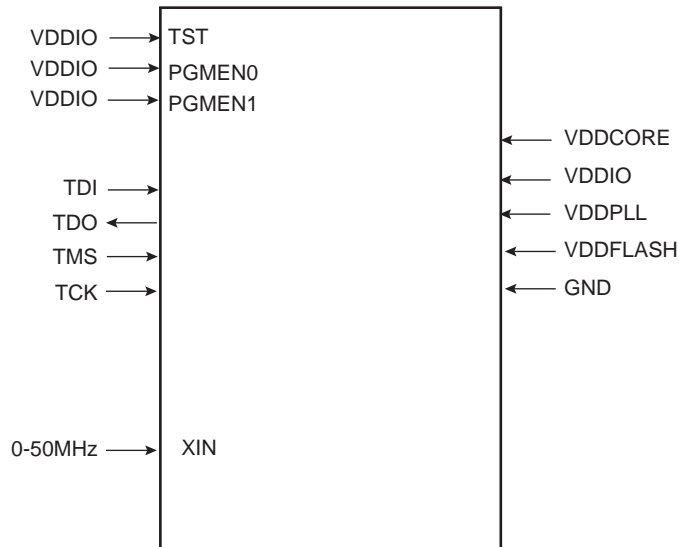 VDDIO TST
VDDIO PGMEN0
VDDIO PGMEN1
VDDCORE
VDDIO
TDI
VDDPLL
TDO
VDDFLASH
TMS
GND
TCK
0-50MHz XIN